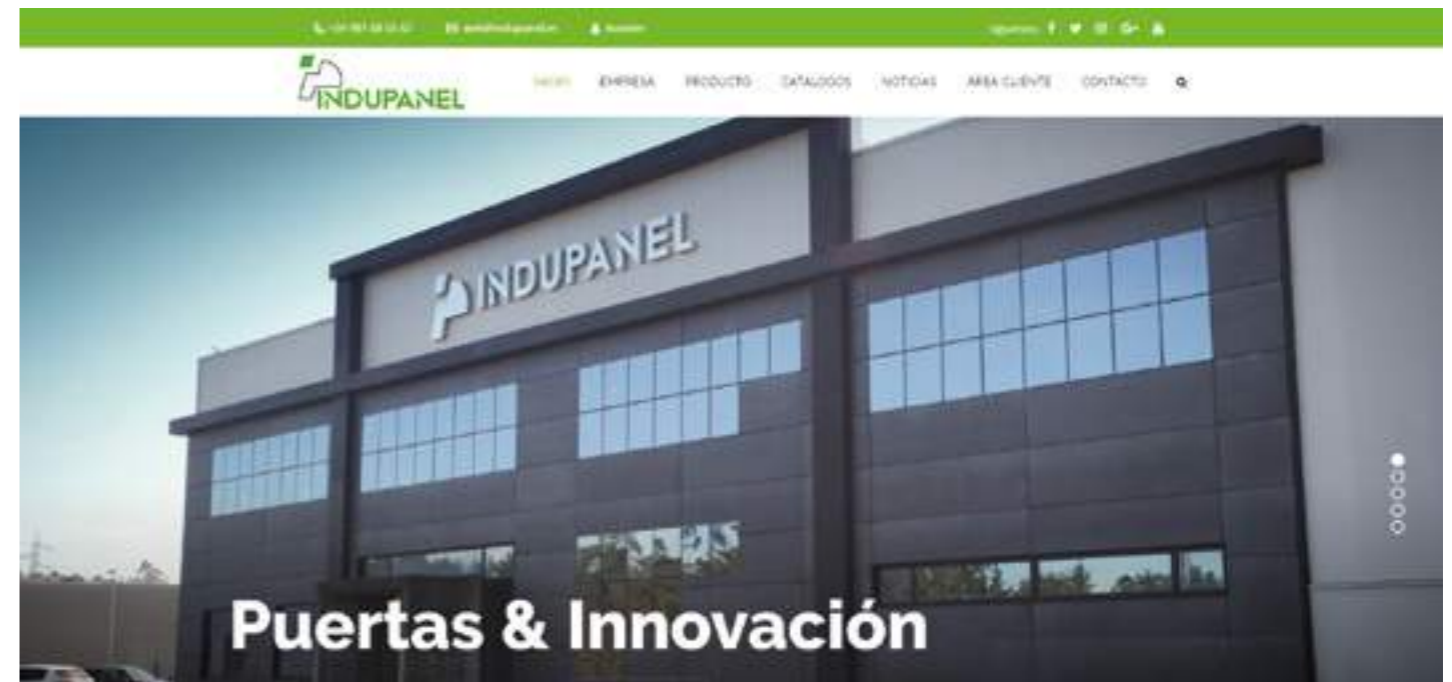 INDUPANEL
INICIO EMPRESA PRODUCTO CATALOGOS NOTICIAS AREA CLIENTE CONTACTO
INDUPANEL
Puertas & Innovación